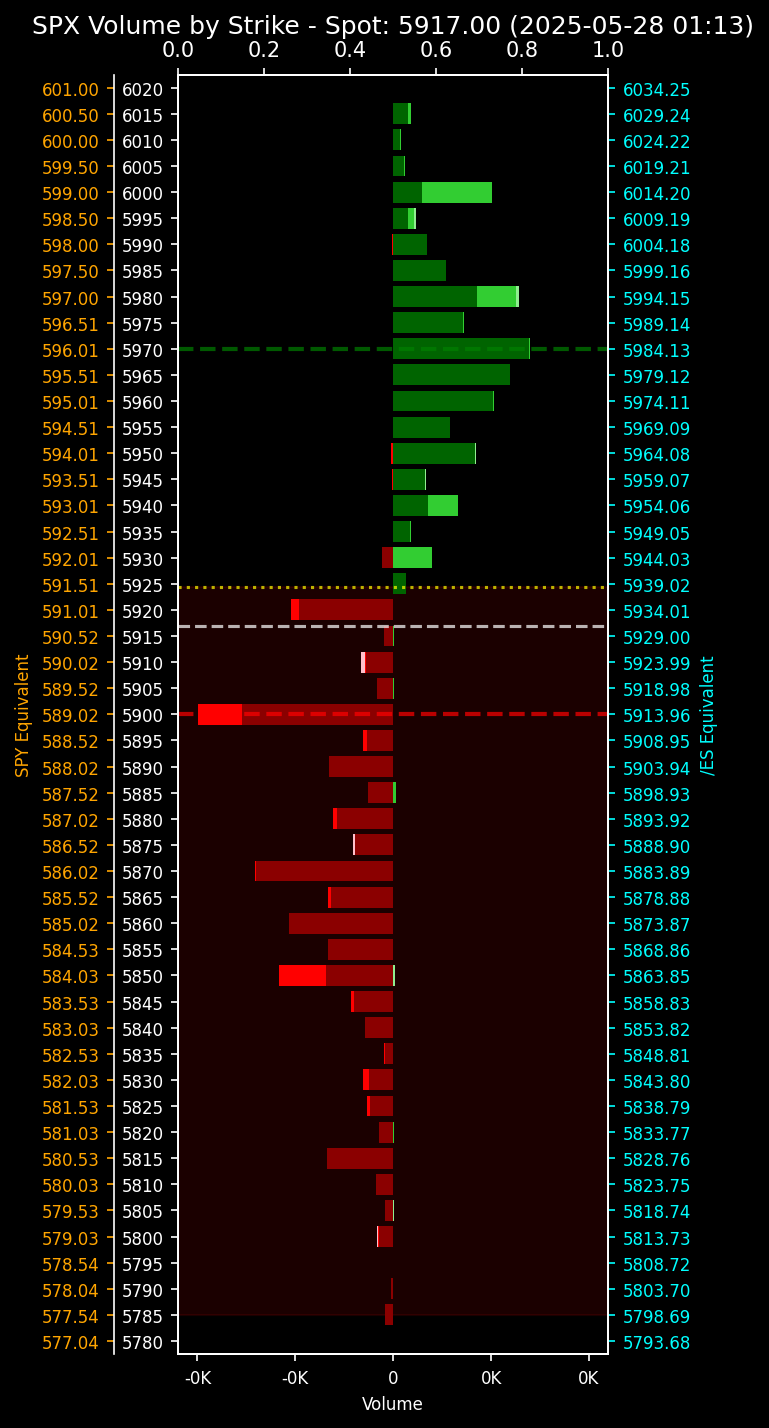 SPX Volume by Strike - Spot: 5917.00 (2025-05-28 01:13)
0.0 0.2 0.4 0.6 0.8 1.0
601.00 6020 6034.25
600.50 6015 6029.24
600.00 6010 6024.22
599.50 6005 6019.21
599.00 6000 6014.20
598.50 5995 6009.19
598.00 5990 6004.18
597.50 5985 5999.16
597.00 5980 5994.15
596.51 5975 5989.14
596.01 5970 5984.13
595.51 5965 5979.12
595.01 5960 5974.11
594.51 5955 5969.09
594.01 5950 5964.08
593.51 5945 5959.07
593.01 5940 5954.06
592.51 5935 5949.05
592.01 5930 5944.03
591.51 5925 5939.02
591.01 5920 5934.01
590.52 5915 5929.00
590.02 5910 5923.99
589.52 5905 5918.98
589.02 5900 5913.96
588.52 5895 5908.95
588.02 5890 5903.94
587.52 5885 5898.93
587.02 5880 5893.92
586.52 5875 5888.90
586.02 5870 5883.89
585.52 5865 5878.88
585.02 5860 5873.87
584.53 5855 5868.86
584.03 5850 5863.85
583.53 5845 5858.83
583.03 5840 5853.82
582.53 5835 5848.81
582.03 5830 5843.80
581.53 5825 5838.79
581.03 5820 5833.77
580.53 5815 5828.76
580.03 5810 5823.75
579.53 5805 5818.74
579.03 5800 5813.73
578.54 5795 5808.72
578.04 5790 5803.70
577.54 5785 5798.69
577.04 5780 5793.68
SPY Equivalent
/ES Equivalent
-0K -0K 0 0K 0K
Volume